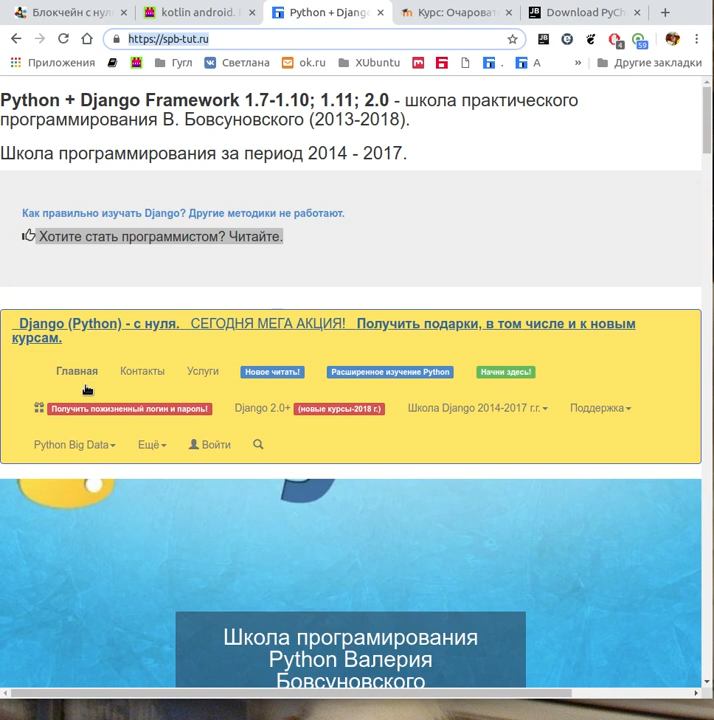 Блокчейн с нул
kotlin android.
Python + Djang
Курс: Очароват
Download PyCh
https://spb-tut.ru
4
59
Приложения
Гугл
Светлана
ok.ru
XUbuntu
.
А
»
Другие закладки
Python + Django Framework 1.7-1.10; 1.11; 2.0 - школа практического
программирования В. Бовсуновского (2013-2018).
Школа программирования за период 2014 - 2017.
Как правильно изучать Django? Другие методики не работают.
Хотите стать программистом? Читайте.
Django (Python) - с нуля. СЕГОДНЯ МЕГА АКЦИЯ! Получить подарки, в том числе и к новым
курсам.
Главная Контакты Услуги Новое читать! Расширенное изучение Python Начни здесь!
Получить пожизненный логин и пароль! Django 2.0+ (новые курсы-2018 г.) Школа Django 2014-2017 г.г. Поддержка
Python Big Data Ещё Войти
Школа програмирования
Python Валерия
Бовсуновского